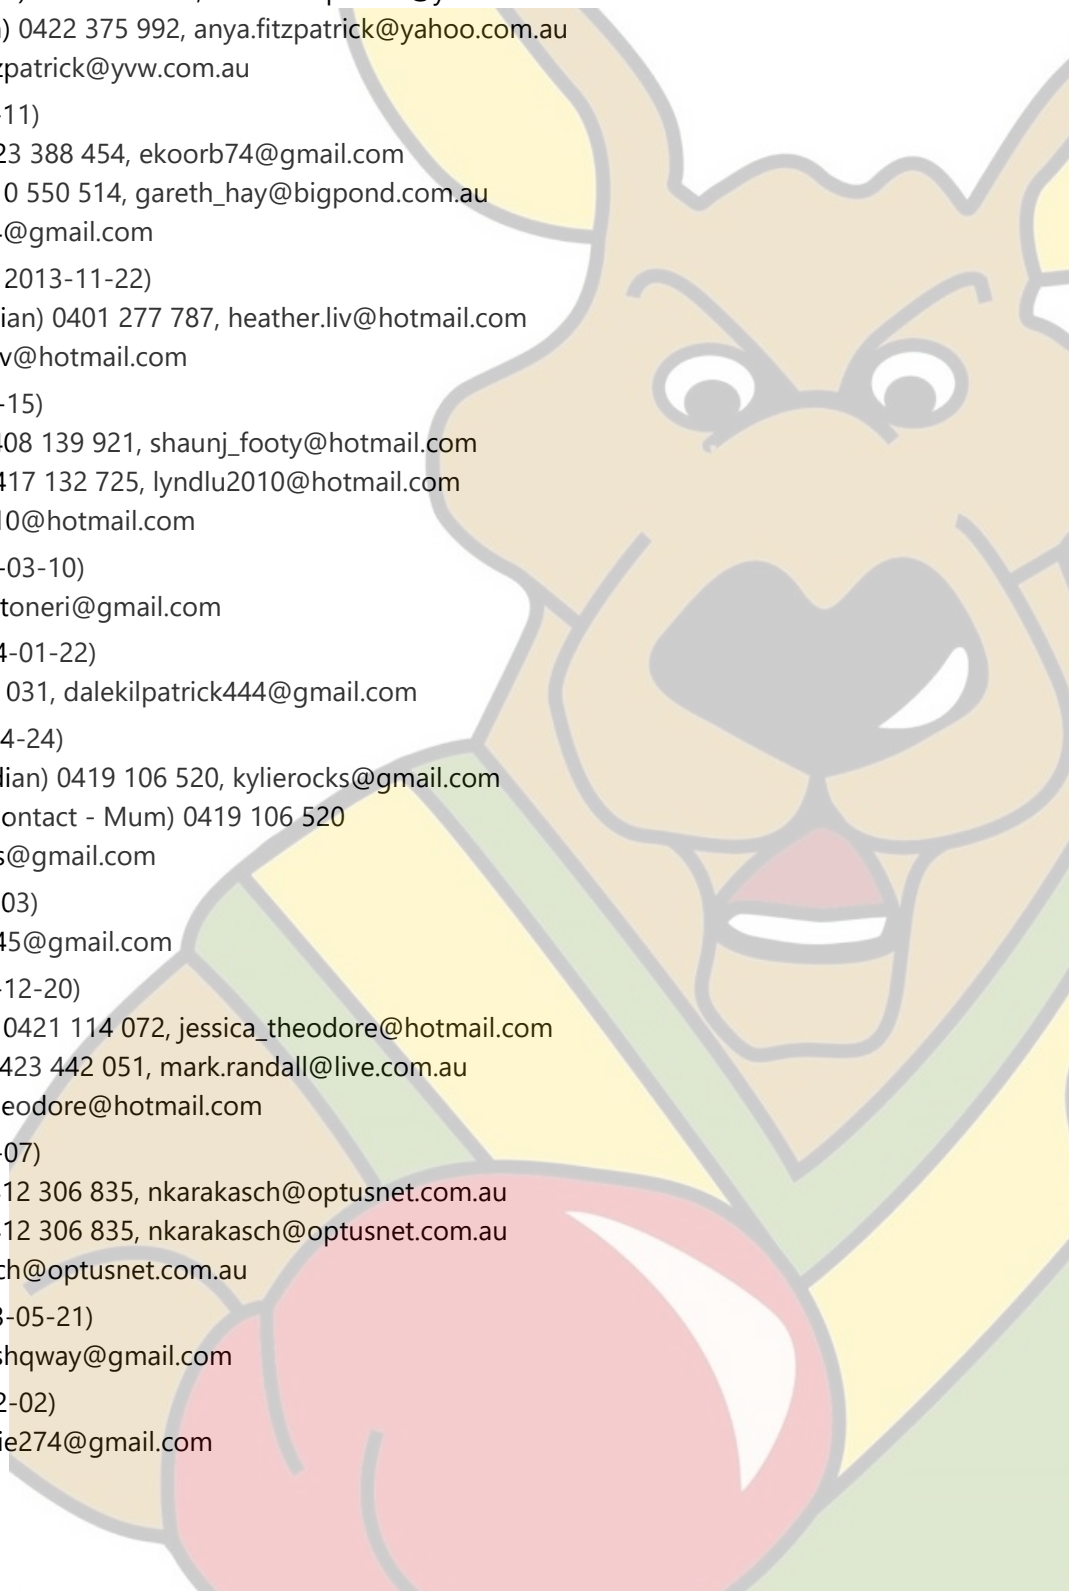 ) 0422 375 992, anya.fitzpatrick@yahoo.com.au
patrick@yvw.com.au
-11)
23 388 454, ekoorb74@gmail.com
0 550 514, gareth_hay@bigpond.com.au
@gmail.com
2013-11-22)
ian) 0401 277 787, heather.liv@hotmail.com
v@hotmail.com
-15)
408 139 921, shaunj_footy@hotmail.com
417 132 725, lyndlu2010@hotmail.com
10@hotmail.com
-03-10)
toneri@gmail.com
4-01-22)
031, dalekilpatrick444@gmail.com
4-24)
dian) 0419 106 520, kylierocks@gmail.com
ontact - Mum) 0419 106 520
s@gmail.com
03)
45@gmail.com
-12-20)
0421 114 072, jessica_theodore@hotmail.com
423 442 051, mark.randall@live.com.au
eodore@hotmail.com
-07)
12 306 835, nkarakasch@optusnet.com.au
12 306 835, nkarakasch@optusnet.com.au
ch@optusnet.com.au
3-05-21)
shqway@gmail.com
2-02)
ie274@gmail.com